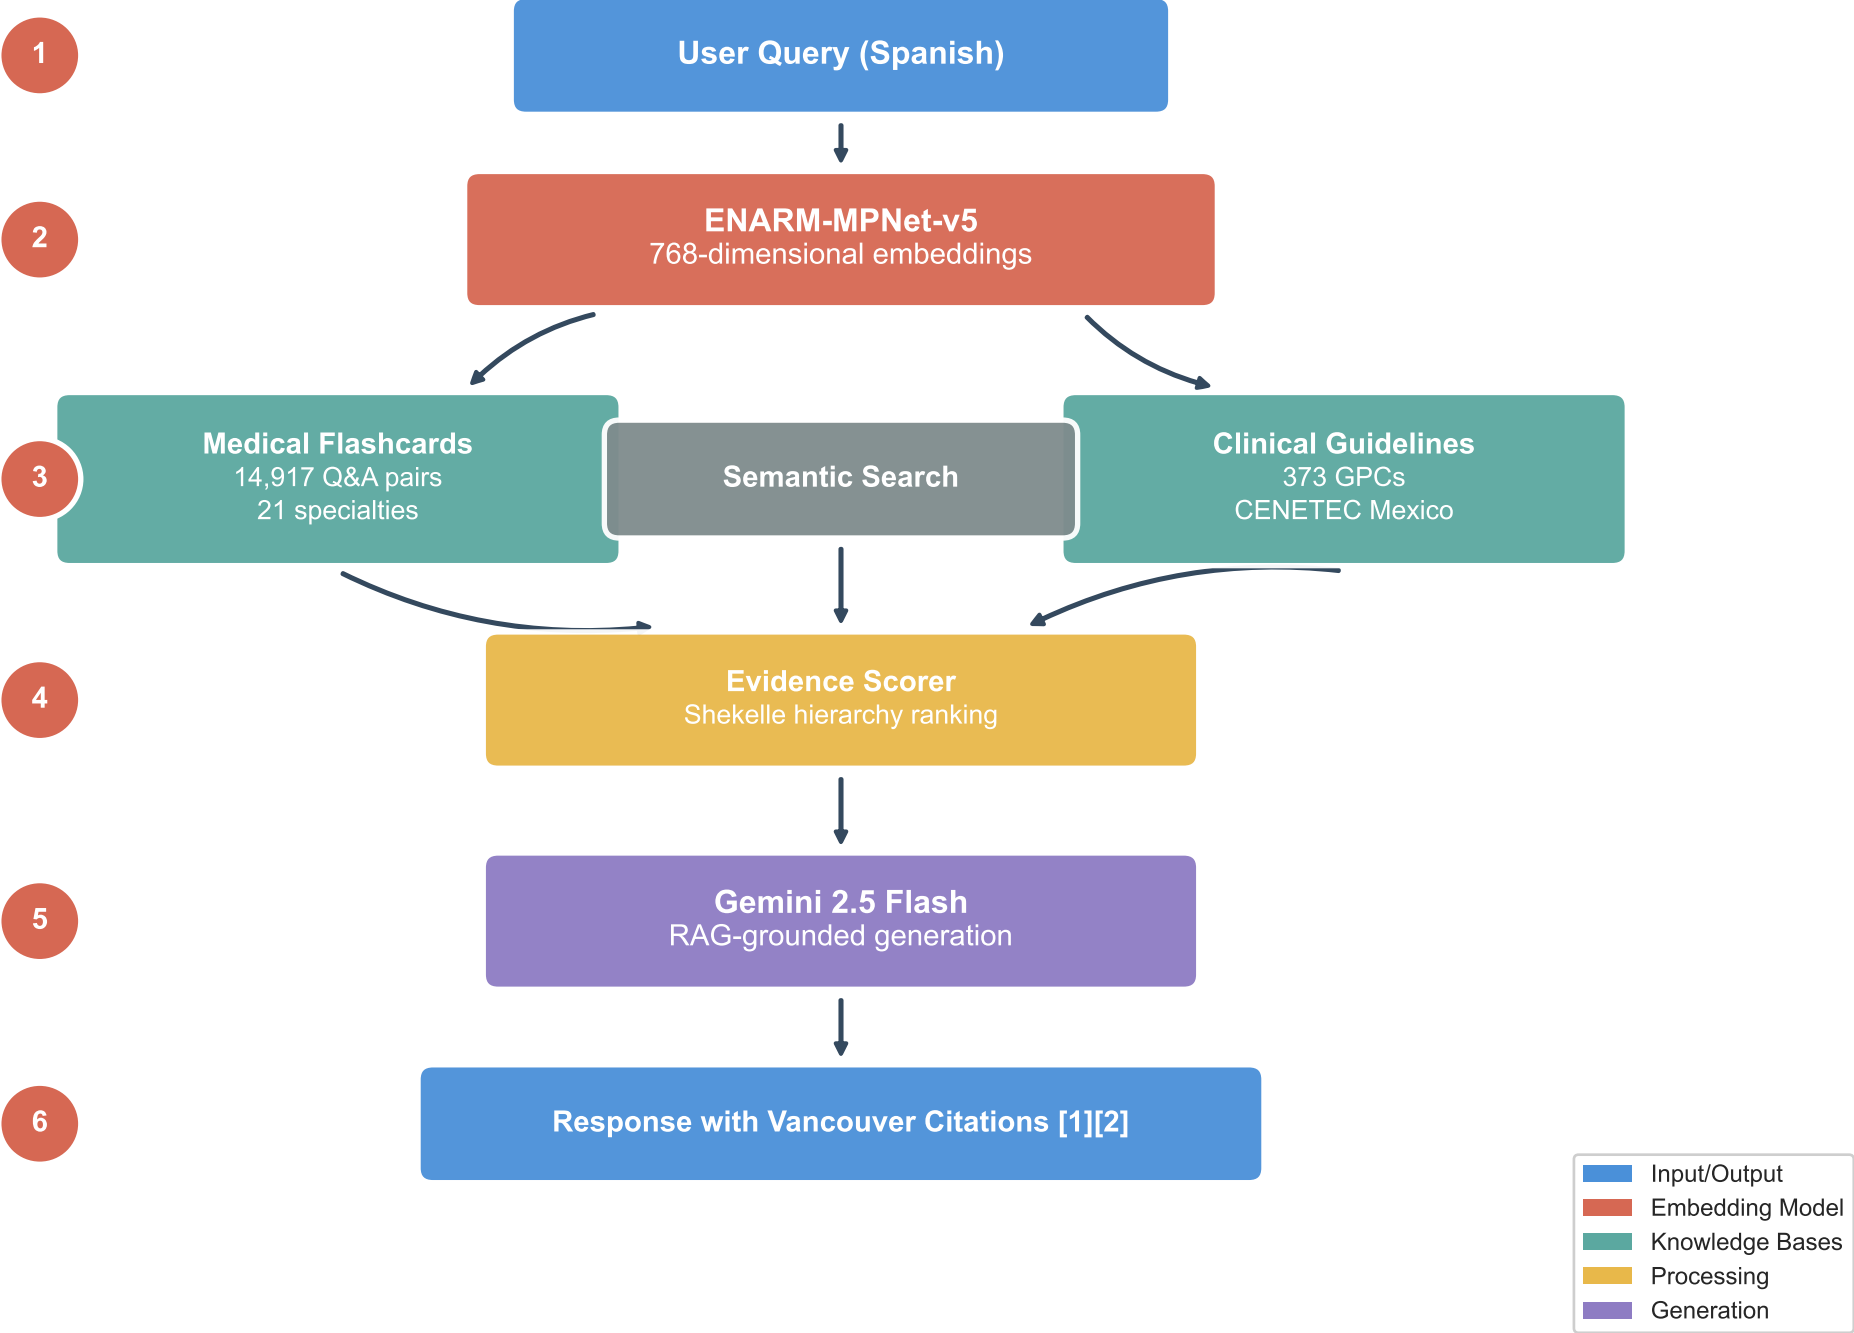 1
User Query (Spanish)
2
ENARM-MPNet-v5
768-dimensional embeddings
3
Medical Flashcards
14,917 Q&A pairs
21 specialties
Semantic Search
Clinical Guidelines
373 GPCs
CENETEC Mexico
4
Evidence Scorer
Shekelle hierarchy ranking
5
Gemini 2.5 Flash
RAG-grounded generation
6
Response with Vancouver Citations [1][2]
Input/Output
Embedding Model
Knowledge Bases
Processing
Generation